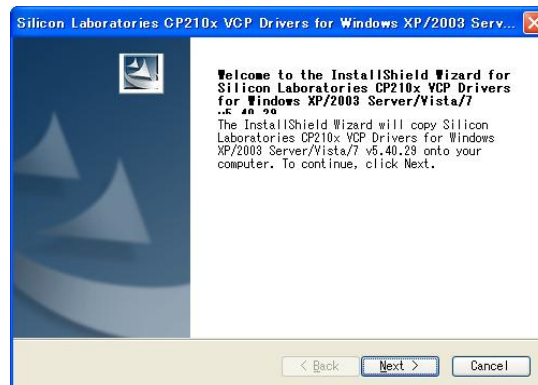 Silicon Laboratories CP210x VCP Drivers for Windows XP/2003 Serv...
Welcome to the InstallShield Wizard for
Silicon Laboratories CP210x VCP Drivers
for Windows XP/2003 Server/Vista/7
v5.40.29
The InstallShield Wizard will copy Silicon
Laboratories CP210x VCP Drivers for Windows
XP/2003 Server/Vista/7 v5.40.29 onto your
computer. To continue, click Next.
< Back
Next >
Cancel